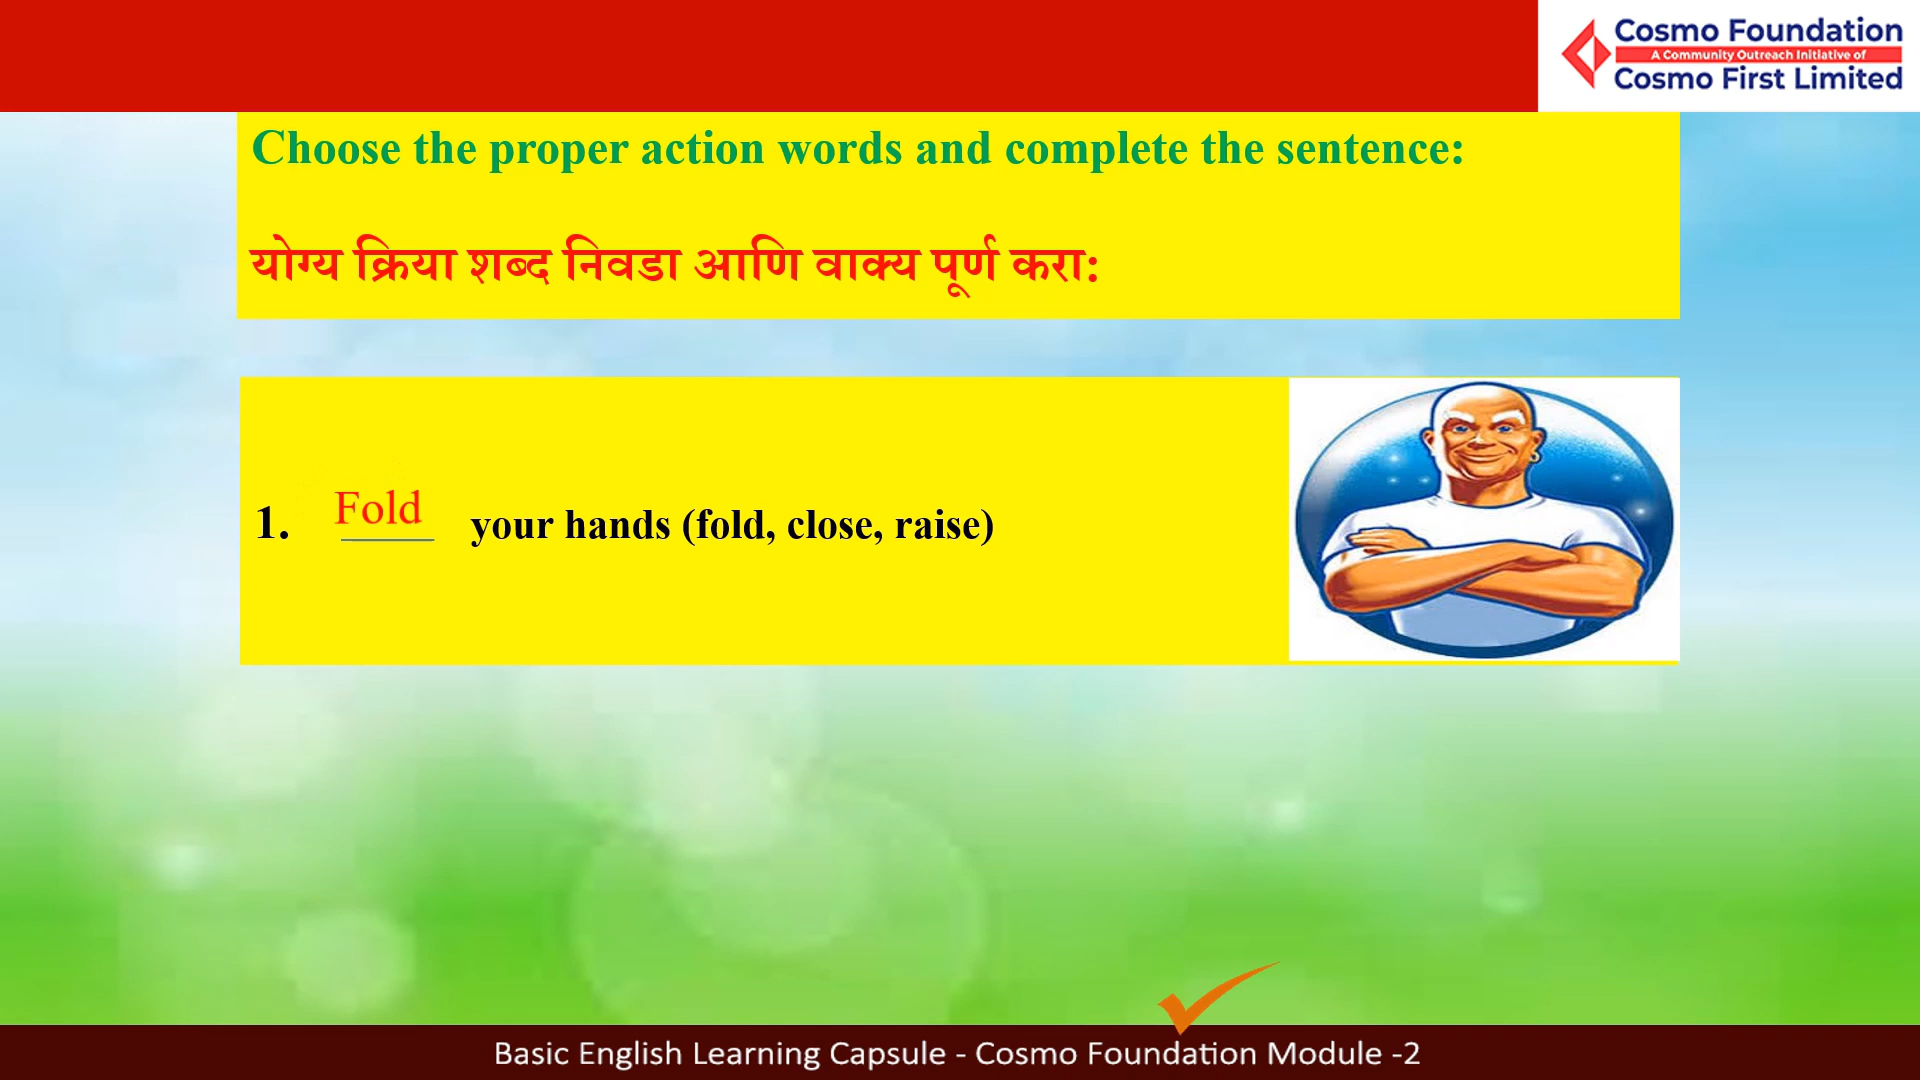 Cosmo Foundation
A Community Outreach Initiative of
Cosmo First Limited
Choose the proper action words and complete the sentence:
योग्य क्रिया शब्द निवडा आणि वाक्य पूर्ण करा:
1. Fold your hands (fold, close, raise)
Basic English Learning Capsule - Cosmo Foundation Module -2